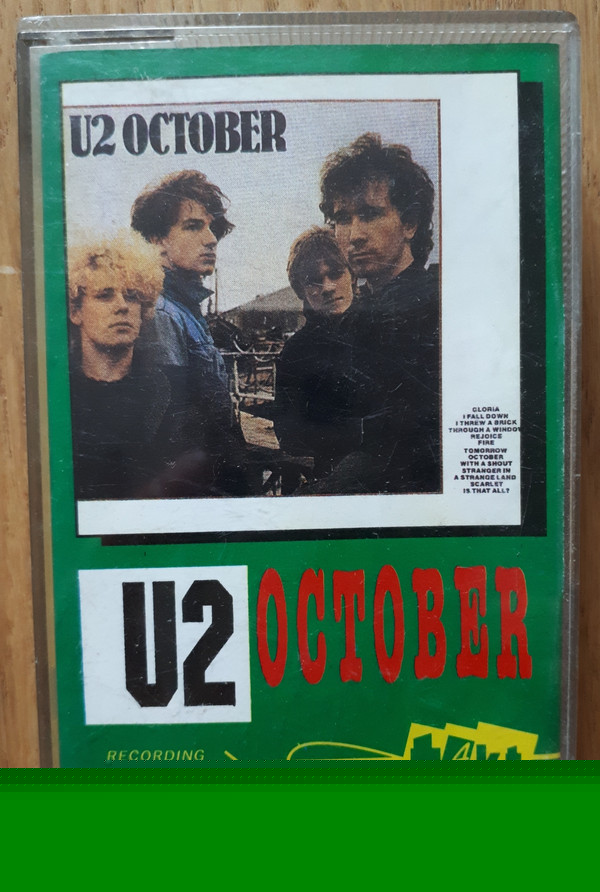 U2 OCTOBER
GLORIA
I FALL DOWN
I THREW A BRICK
THROUGH A WINDOW
REJOICE
FIRE
TOMORROW
OCTOBER
WITH A SHOUT
STRANGER IN
A STRANGE LAND
SCARLET
IS THAT ALL?
U2 OCTOBER
RECORDING